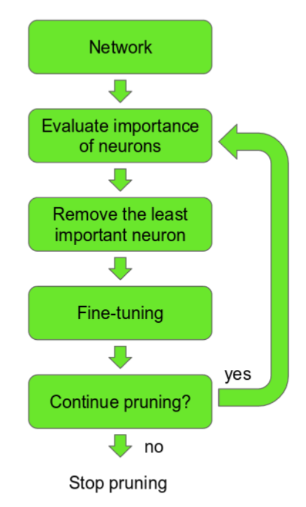 Network
Evaluate importance
of neurons
Remove the least
important neuron
Fine-tuning
yes
Continue pruning?
no
Stop pruning